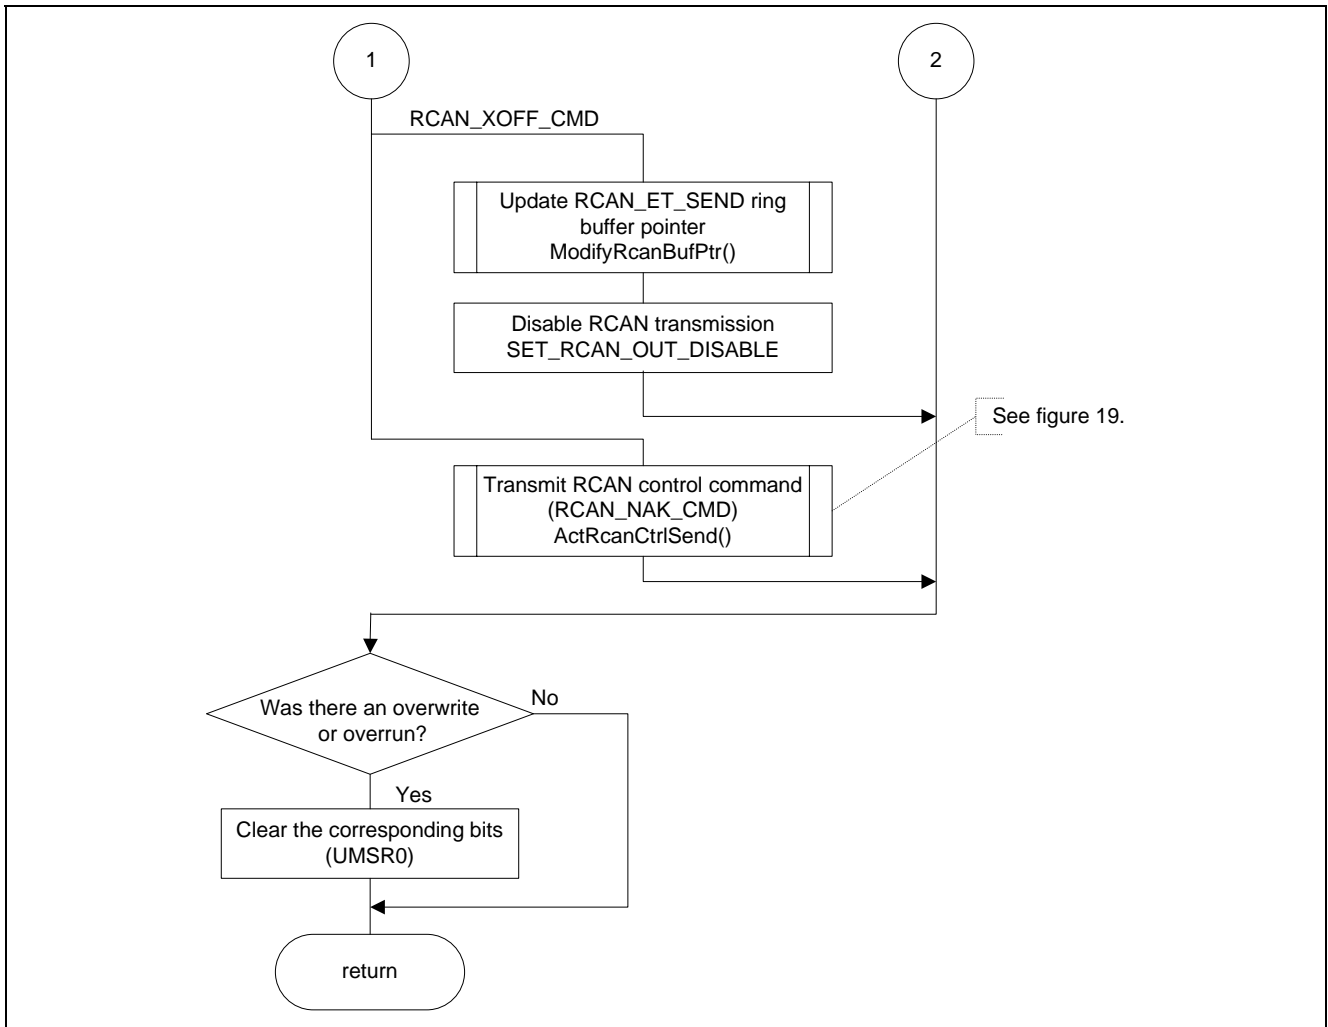 1
2
RCAN_XOFF_CMD
Update RCAN_ET_SEND ring
buffer pointer
ModifyRcanBufPtr()
Disable RCAN transmission
SET_RCAN_OUT_DISABLE
See figure 19.
Transmit RCAN control command
(RCAN_NAK_CMD)
ActRcanCtrlSend()
Was there an overwrite
or overrun?
No
Yes
Clear the corresponding bits
(UMSR0)
return